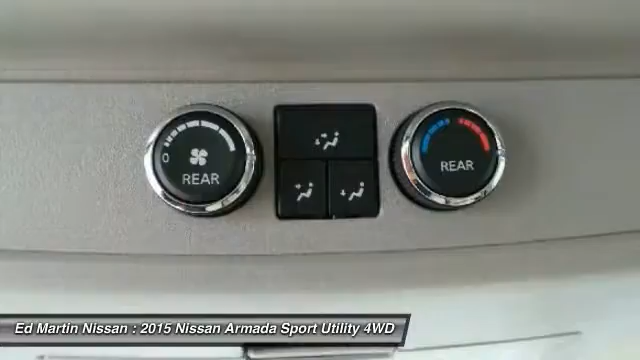 0
REAR
REAR
Ed Martin Nissan : 2015 Nissan Armada Sport Utility 4WD